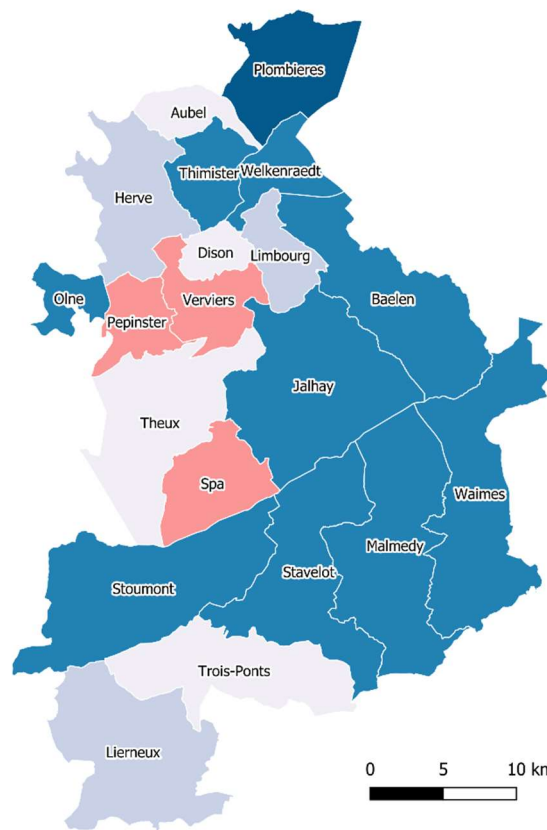 Plombieres
Aubel
Thimister
Welkenraedt
Herve
Dison
Limbourg
Olne
Verviers
Baelen
Pepinster
Jalhay
Theux
Spa
Waimes
Malmedy
Stavelot
Stoumont
Trois-Ponts
Lierneux
0 5 10 km